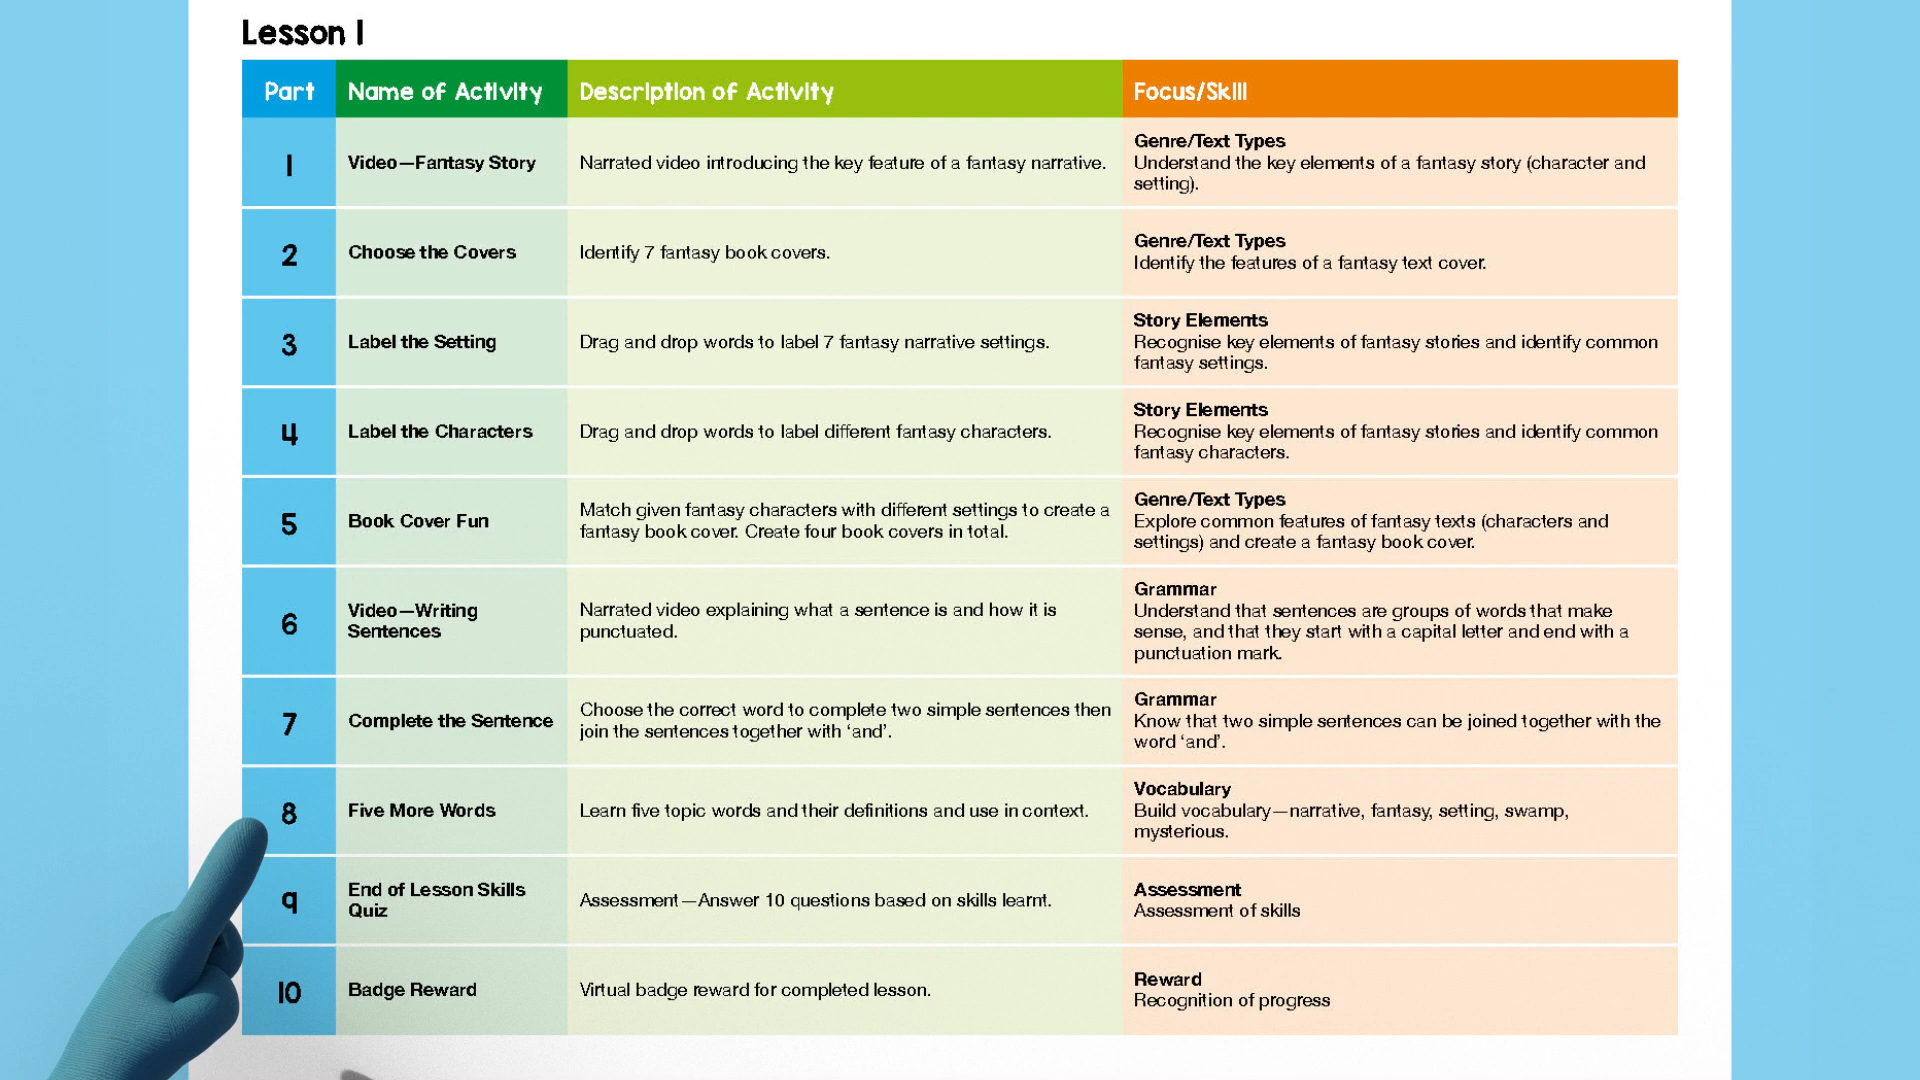 Lesson 1
Part Name of Activity Description of Activity Focus/Skill
1 Video—Fantasy Story Narrated video introducing the key feature of a fantasy narrative. Genre/Text Types
Understand the key elements of a fantasy story (character and
setting).
2 Choose the Covers Identify 7 fantasy book covers. Genre/Text Types
Identify the features of a fantasy text cover.
3 Label the Setting Drag and drop words to label 7 fantasy narrative settings. Story Elements
Recognise key elements of fantasy stories and identify common
fantasy settings.
4 Label the Characters Drag and drop words to label different fantasy characters. Story Elements
Recognise key elements of fantasy stories and identify common
fantasy characters.
5 Book Cover Fun
Match given fantasy characters with different settings to create a
fantasy book cover. Create four book covers in total.
Genre/Text Types
Explore common features of fantasy texts (characters and
settings) and create a fantasy book cover.
6 Video—Writing
Sentences
Narrated video explaining what a sentence is and how it is
punctuated.
Grammar
Understand that sentences are groups of words that make
sense, and that they start with a capital letter and end with a
punctuation mark.
7 Complete the Sentence
Choose the correct word to complete two simple sentences then
join the sentences together with ‘and’.
Grammar
Know that two simple sentences can be joined together with the
word ‘and’.
8 Five More Words Learn five topic words and their definitions and use in context. Vocabulary
Build vocabulary—narrative, fantasy, setting, swamp,
mysterious.
9 End of Lesson Skills
Quiz
Assessment—Answer 10 questions based on skills learnt.
Assessment
Assessment of skills
10 Badge Reward Virtual badge reward for completed lesson. Reward
Recognition of progress